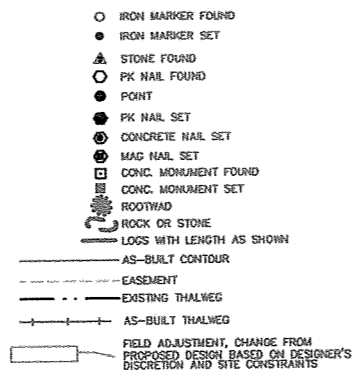 IRON MARKER FOUND
IRON MARKER SET
STONE FOUND
PK NAIL FOUND
POINT
PK NAIL SET
CONCRETE NAIL SET
MAG NAIL SET
CONC. MONUMENT FOUND
CONC. MONUMENT SET
ROOTWAD
ROCK OR STONE
LOGS WITH LENGTH AS SHOWN
AS-BUILT CONTOUR
EASEMENT
EXISTING THALWEG
AS-BUILT THALWEG
FIELD ADJUSTMENT, CHANGE FROM
PROPOSED DESIGN BASED ON DESIGNER'S
DISCRETION AND SITE CONSTRAINTS